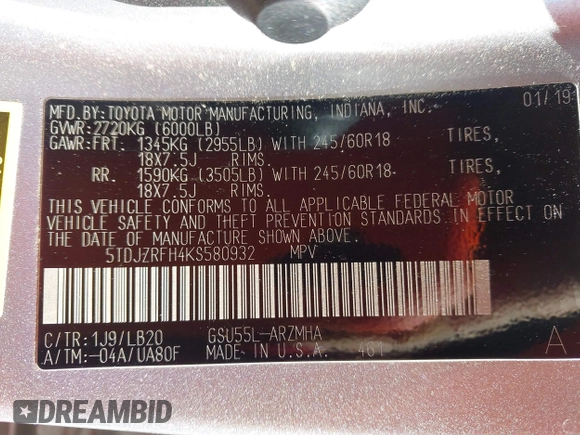 MFD.BY:TOYOTA MOTOR MANUFACTURING, INDIANA, INC. 01/19
GVWR:2720KG (6000LB)
GAWR:FRT. 1345KG (2955LB) WITH 245/60R18 TIRES,
18X7.5J RIMS.
RR. 1590KG (3505LB) WITH 245/60R18 TIRES,
18X7.5J RIMS.
THIS VEHICLE CONFORMS TO ALL APPLICABLE FEDERAL MOTOR
VEHICLE SAFETY AND THEFT PREVENTION STANDARDS IN EFFECT ON
THE DATE OF MANUFACTURE SHOWN ABOVE.
5TDJZRFH4KS580932 MPV
C/TR:1J9/LB20 GSU55L-ARZMHA
A/TM:-04A/UA80F MADE IN U.S.A. 461 A
DREAMBID